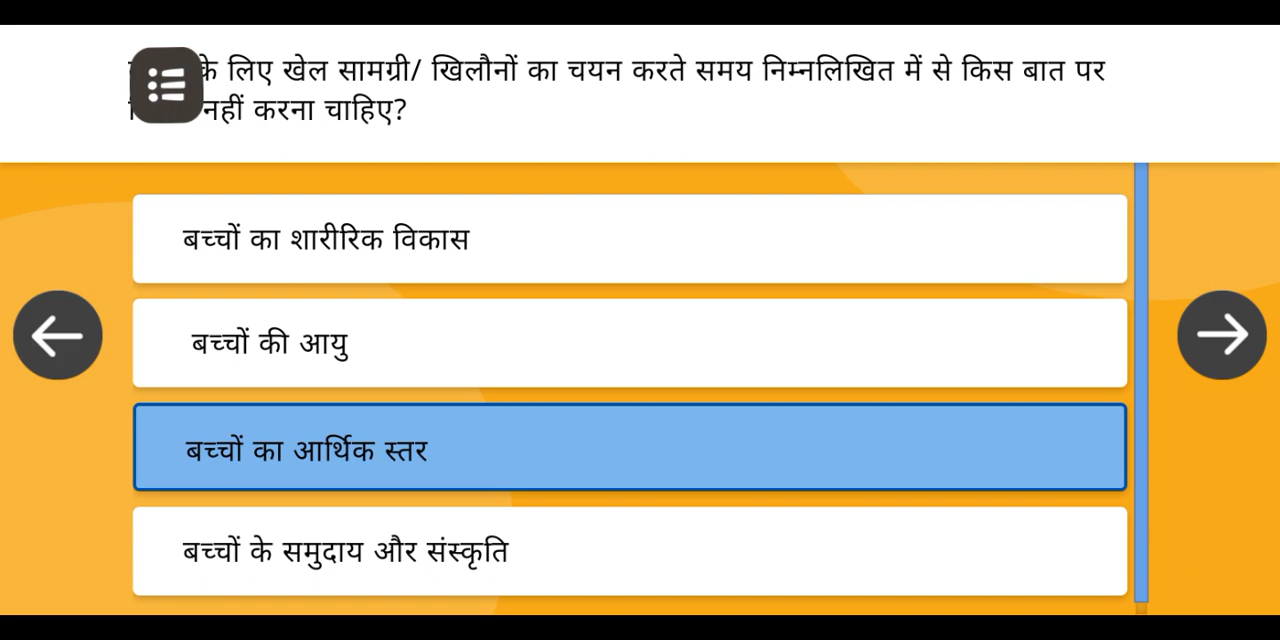 के लिए खेल सामग्री/ खिलौनों का चयन करते समय निम्नलिखित में से किस बात पर
नहीं करना चाहिए?
बच्चों का शारीरिक विकास
बच्चों की आयु
बच्चों का आर्थिक स्तर
बच्चों के समुदाय और संस्कृति